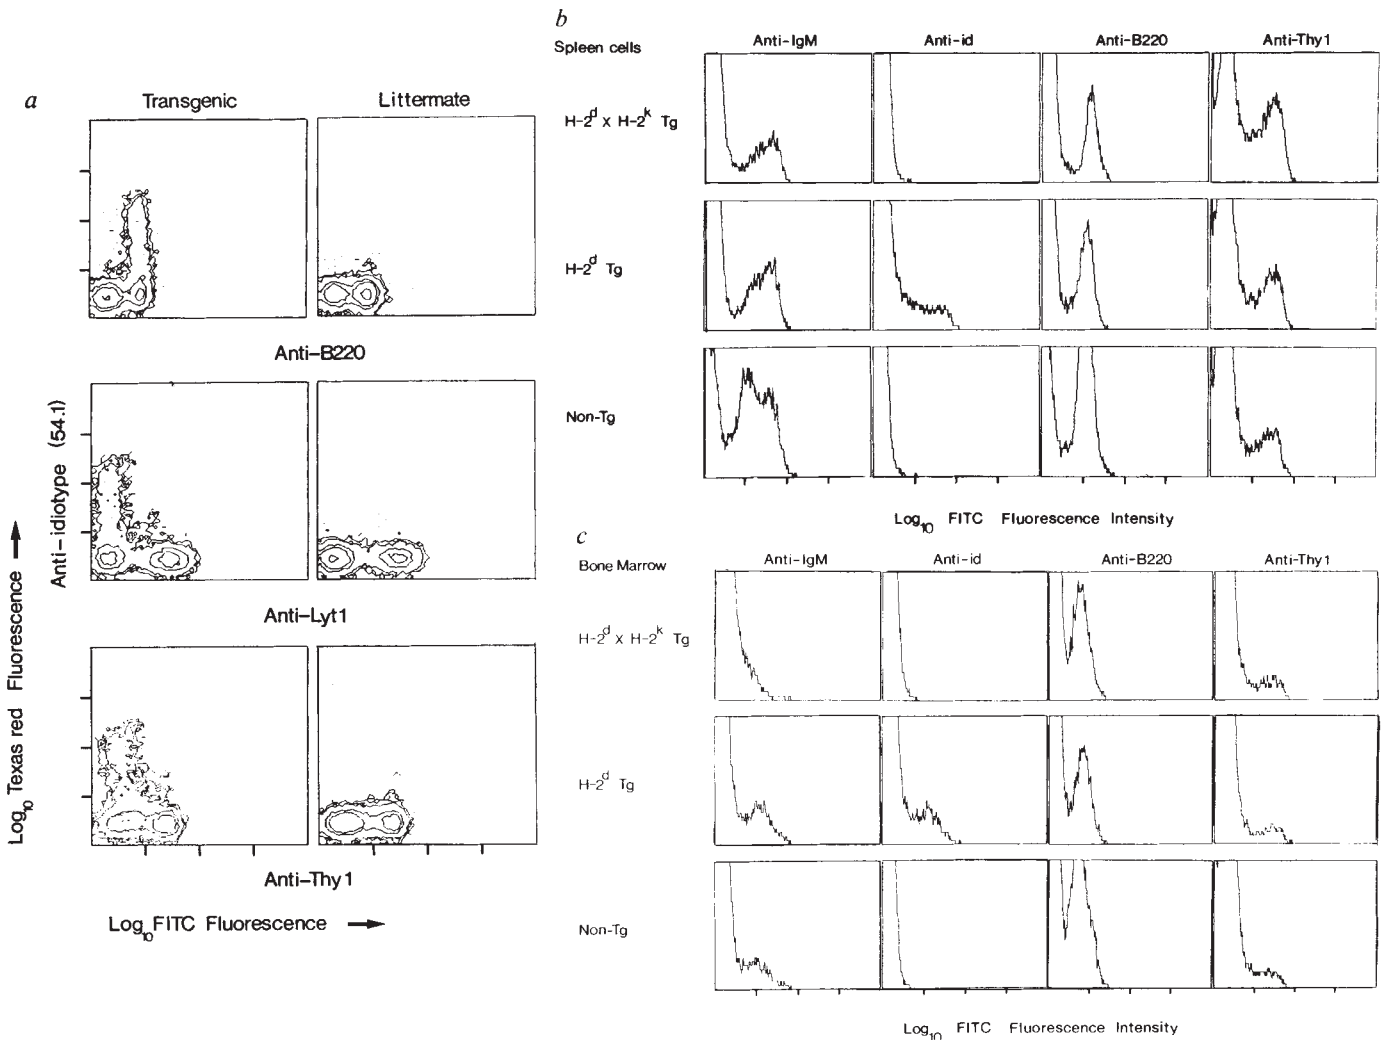 a
Transgenic Littermate
Anti-B220
Anti-Lyt1
Anti-Thy1
Log10 FITC Fluorescence
Log10 Texas red Fluorescence
Anti-idiotype (54.1)
b
Spleen cells
Anti-IgM Anti-id Anti-B220 Anti-Thy1
H-2d x H-2k Tg
H-2d Tg
Non-Tg
Log10 FITC Fluorescence Intensity
c
Bone Marrow
Anti-IgM Anti-id Anti-B220 Anti-Thy1
H-2d x H-2k Tg
H-2d Tg
Non-Tg
Log10 FITC Fluorescence Intensity